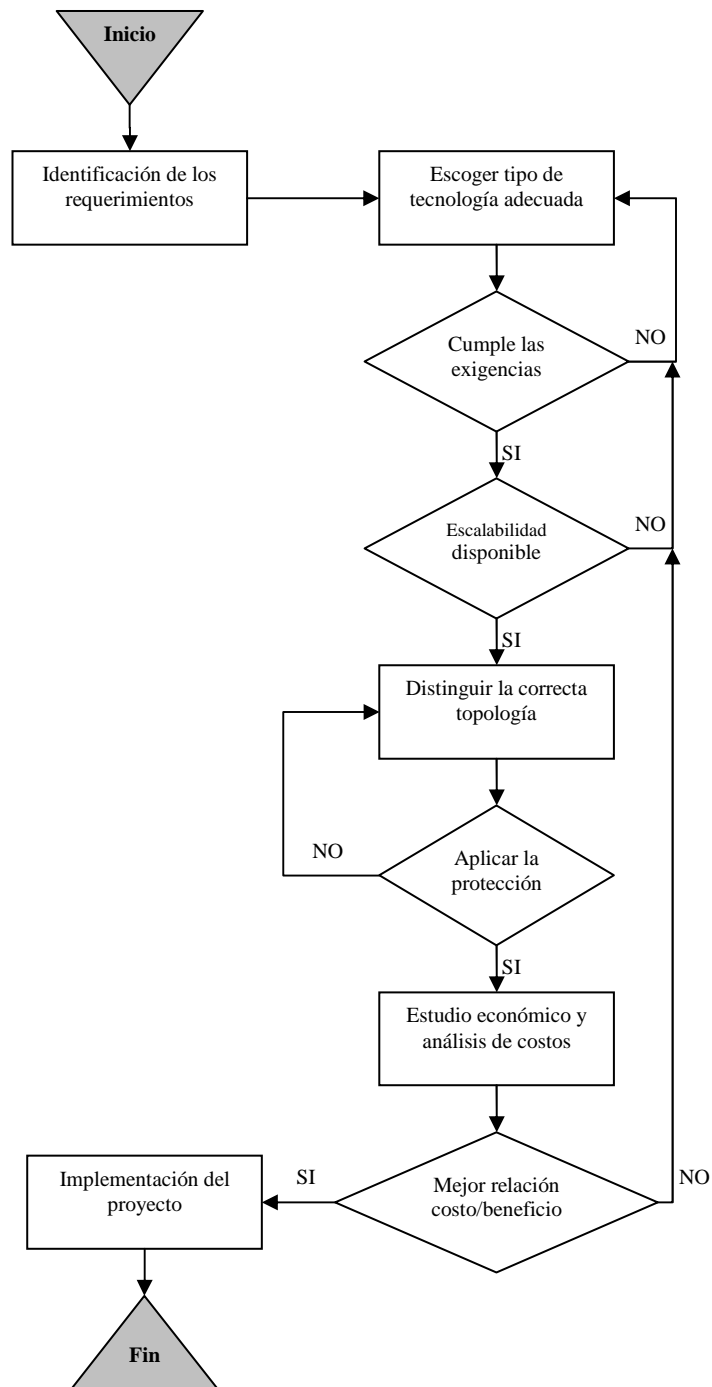 Inicio
Identificación de los
requerimientos
Escoger tipo de
tecnología adecuada
Cumple las
exigencias
NO
SI
Escalabilidad
disponible
NO
SI
Distinguir la correcta
topología
NO
Aplicar la
protección
SI
Estudio económico y
análisis de costos
Implementación del
proyecto
SI
Mejor relación
costo/beneficio
NO
Fin